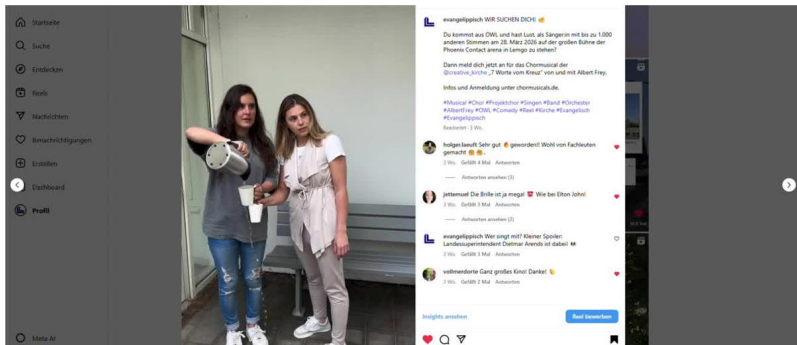 Startseite
Suche
Entdecken
Reels
Nachrichten
Benachrichtigungen
Erstellen
Dashboard
Profil
Meta AI
evangelippisch WIR SUCHEN DICH! 🎺
Du kommst aus OWL und hast Lust, als Sänger:in mit bis zu 1.000
anderen Stimmen am 28. März 2026 auf der großen Bühne der
Phoenix Contact arena in Lemgo zu stehen?
Dann meld dich jetzt an für das Chormusical der
@creative_kirche „7 Worte vom Kreuz" von und mit Albert Frey.
Infos und Anmeldung unter chormusicals.de.
#Musical #Chor #Projektchor #Singen #Band #Orchester
#AlbertFrey #OWL #Comedy #Reel #Kirche #Evangelisch
#Evangelippisch
Bearbeitet · 3 Wo.
holger.laeuft Sehr gut 🔥 geworden!! Wohl von Fachleuten
gemacht 👏 👏..
2 Wo. Gefällt 4 Mal Antworten
Antworten ansehen (3)
jettemuel Die Brille ist ja mega! Wie bei Elton John!
2 Wo. Gefällt 3 Mal Antworten
Antworten ansehen (2)
evangelippisch Wer singt mit? Kleiner Spoiler:
Landessuperintendent Dietmar Arends ist dabei! 👀
2 Wo. Gefällt 3 Mal Antworten
vollmerdorte Ganz großes Kino! Danke!
2 Wo. Gefällt 2 Mal Antworten
Insights ansehen
Reel bewerben